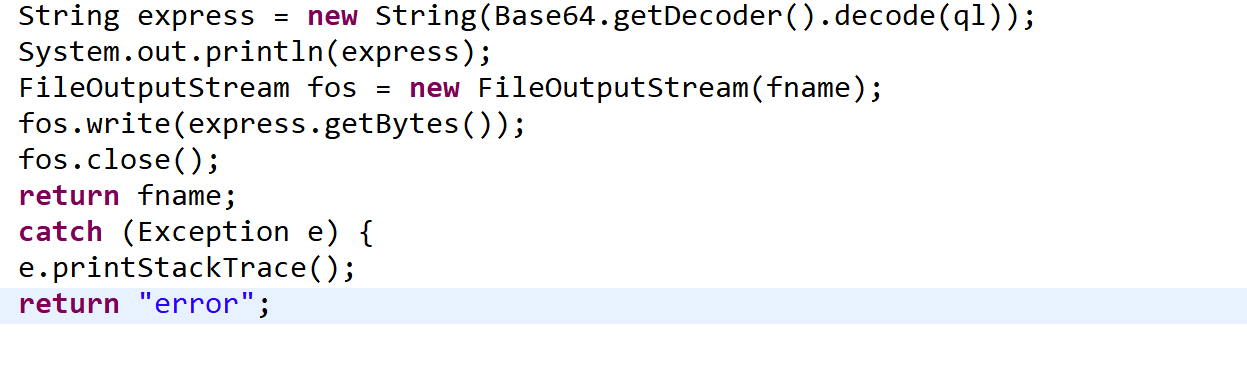 String express = new String(Base64.getDecoder().decode(ql));
System.out.println(express);
FileOutputStream fos = new FileOutputStream(fname);
fos.write(express.getBytes());
fos.close();
return fname;
catch (Exception e) {
e.printStackTrace();
return "error";